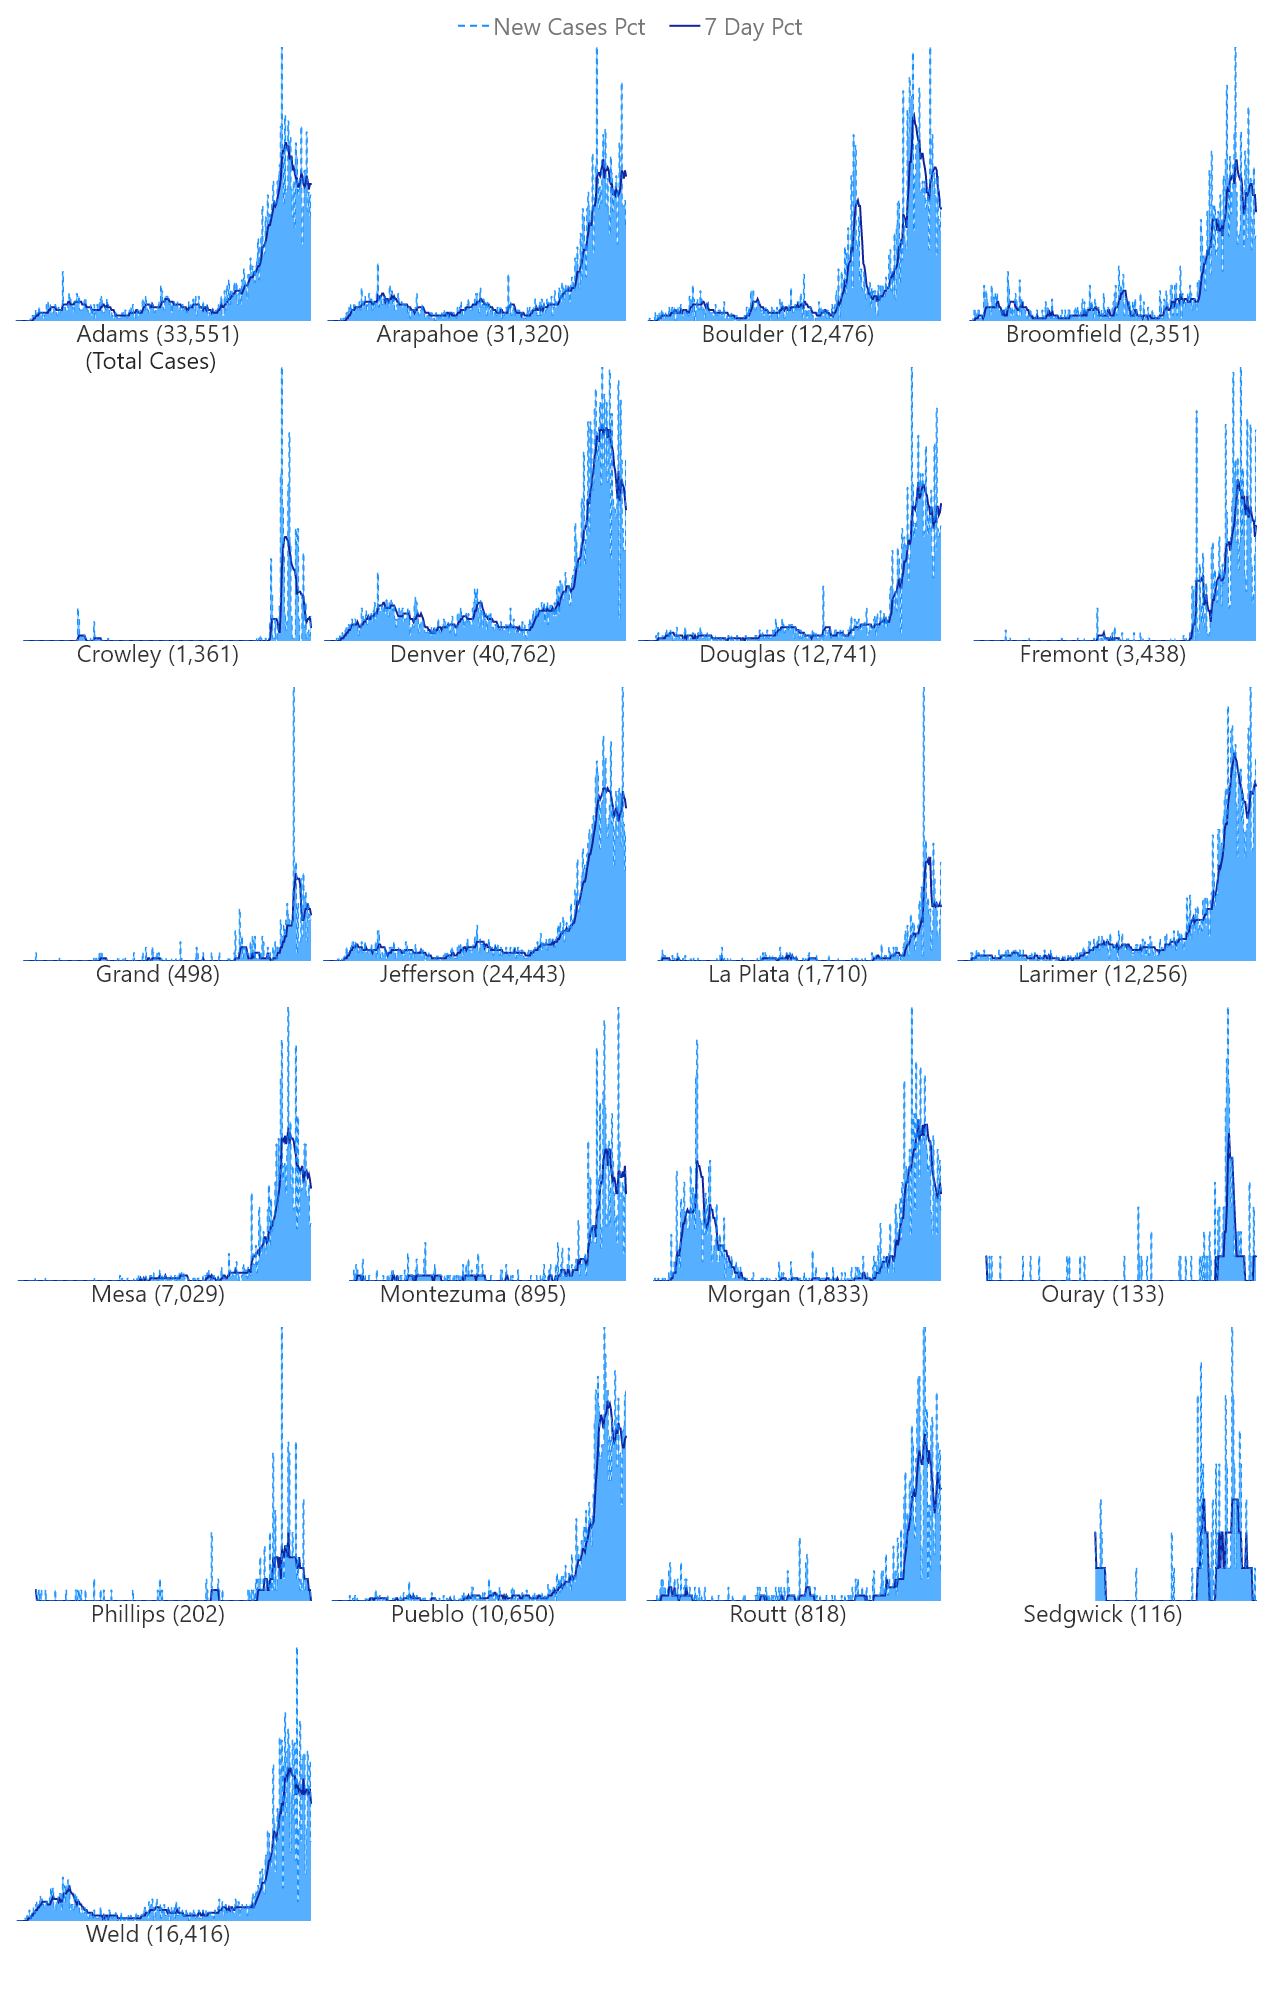 New Cases Pct 7 Day Pct
Adams (33,551)
(Total Cases)
Arapahoe (31,320)
Boulder (12,476)
Broomfield (2,351)
Crowley (1,361)
Denver (40,762)
Douglas (12,741)
Fremont (3,438)
Grand (498)
Jefferson (24,443)
La Plata (1,710)
Larimer (12,256)
Mesa (7,029)
Montezuma (895)
Morgan (1,833)
Ouray (133)
Phillips (202)
Pueblo (10,650)
Routt (818)
Sedgwick (116)
Weld (16,416)